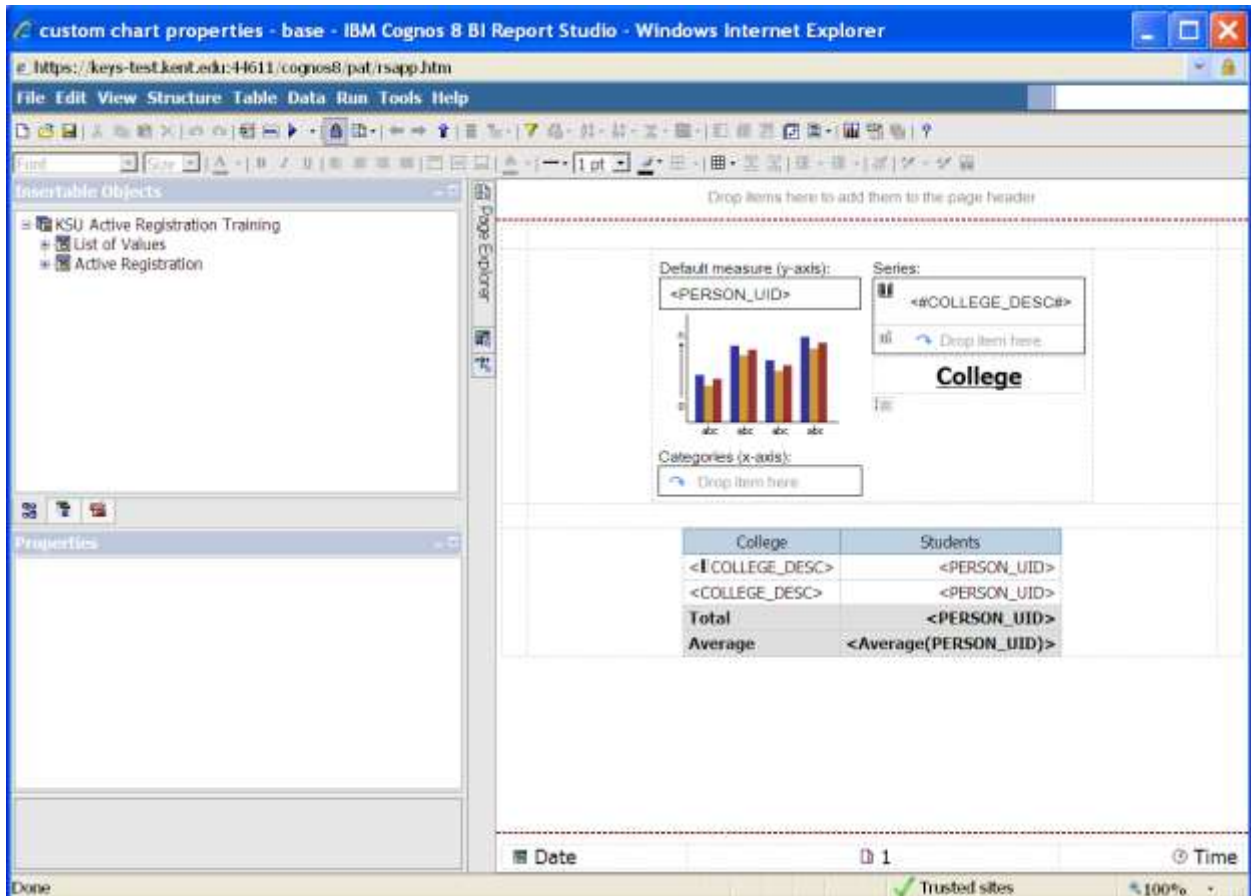 custom chart properties - base - IBM Cognos 8 BI Report Studio - Windows Internet Explorer
https://keys-test.kent.edu:44611/cognos8/pat/rsapp.htm
File Edit View Structure Table Data Run Tools Help
Font Size 1 pt
Insertable Objects
KSU Active Registration Training
List of Values
Active Registration
Properties
Page Explorer
Drop items here to add them to the page header
Default measure (y-axis):
<PERSON_UID>
Series:
<#COLLEGE_DESC#>
Drop item here
College
abc abc abc abc
Categories (x-axis):
Drop item here
College Students
<COLLEGE_DESC> <PERSON_UID>
<COLLEGE_DESC> <PERSON_UID>
Total <PERSON_UID>
Average <Average(PERSON_UID)>
Date 1 Time
Done Trusted sites 100%